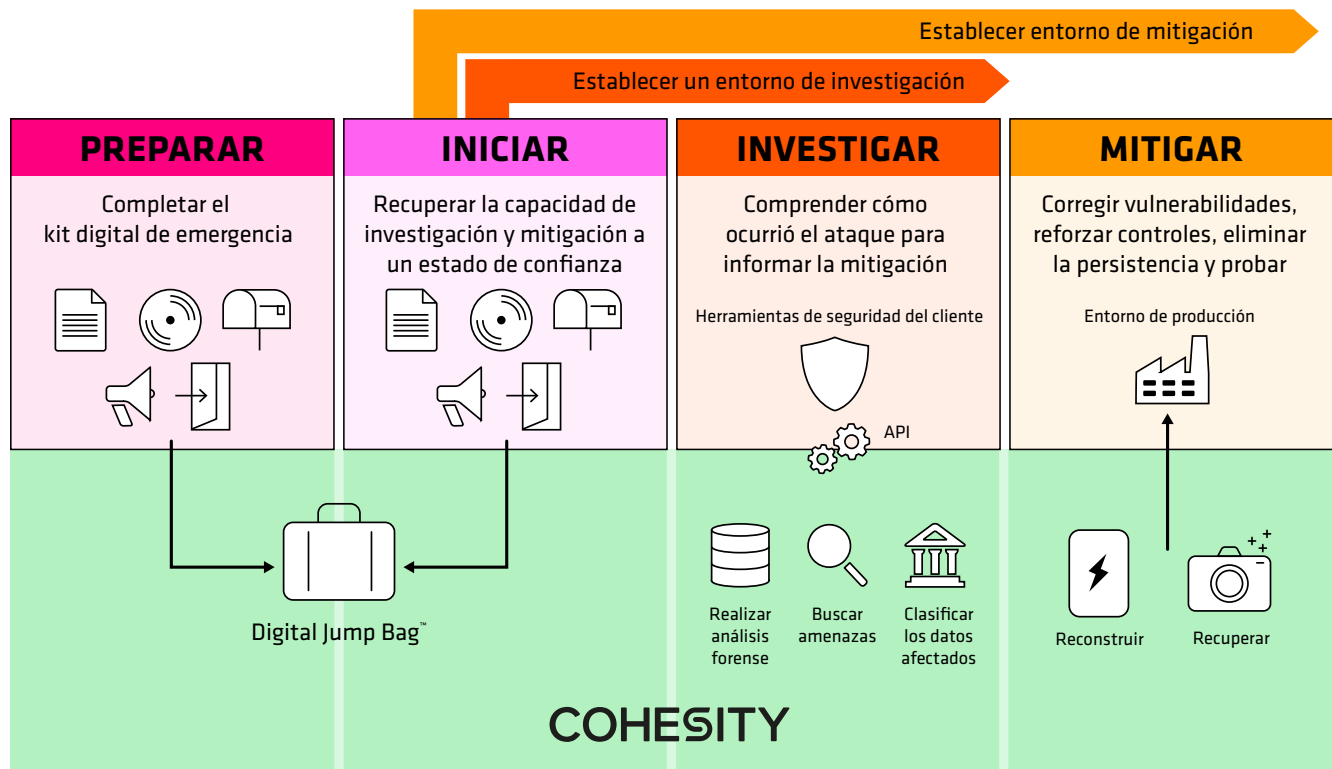 Establecer entorno de mitigación
Establecer un entorno de investigación
PREPARAR
Completar el
kit digital de emergencia
INICIAR
Recuperar la capacidad de
investigación y mitigación a
un estado de confianza
INVESTIGAR
Comprender cómo
ocurrió el ataque para
informar la mitigación
Herramientas de seguridad del cliente
API
MITIGAR
Corregir vulnerabilidades,
reforzar controles, eliminar
la persistencia y probar
Entorno de producción
Digital Jump Bag™
Realizar
análisis
forense
Buscar
amenazas
Clasificar
los datos
afectados
Reconstruir
Recuperar
COHESITY